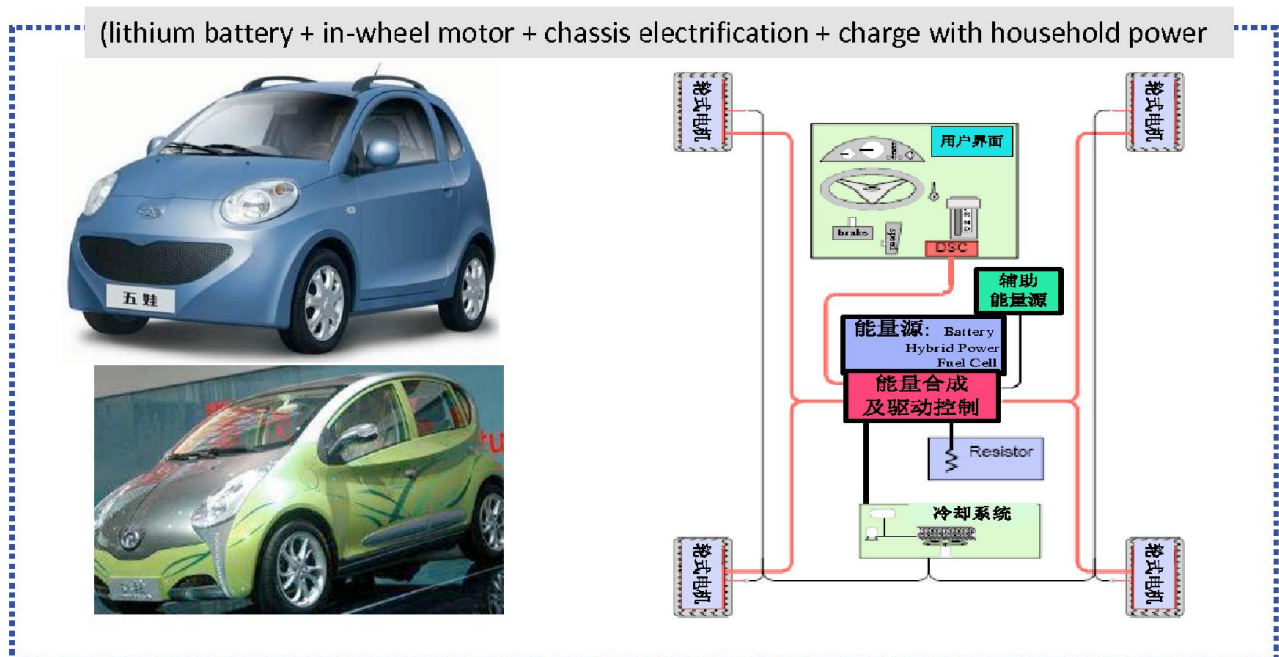 (lithium battery + in-wheel motor + chassis electrification + charge with household power
五娃
轮式电机
轮式电机
用户界面
brake
speed
DSC
辅助
能量源
能量源: Battery
Hybrid Power
Fuel Cell
能量合成
及驱动控制
Resistor
冷却系统
轮式电机
轮式电机